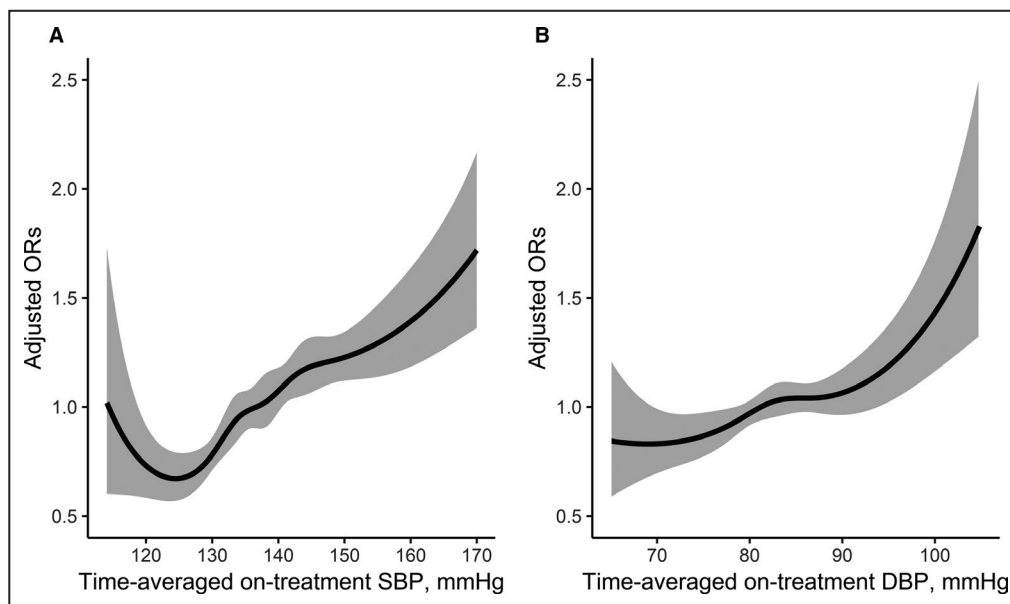 A
B
Adjusted ORs
2.5
2.0
1.5
1.0
0.5
120 130 140 150 160 170
Time-averaged on-treatment SBP, mmHg
Adjusted ORs
2.5
2.0
1.5
1.0
0.5
70 80 90 100
Time-averaged on-treatment DBP, mmHg